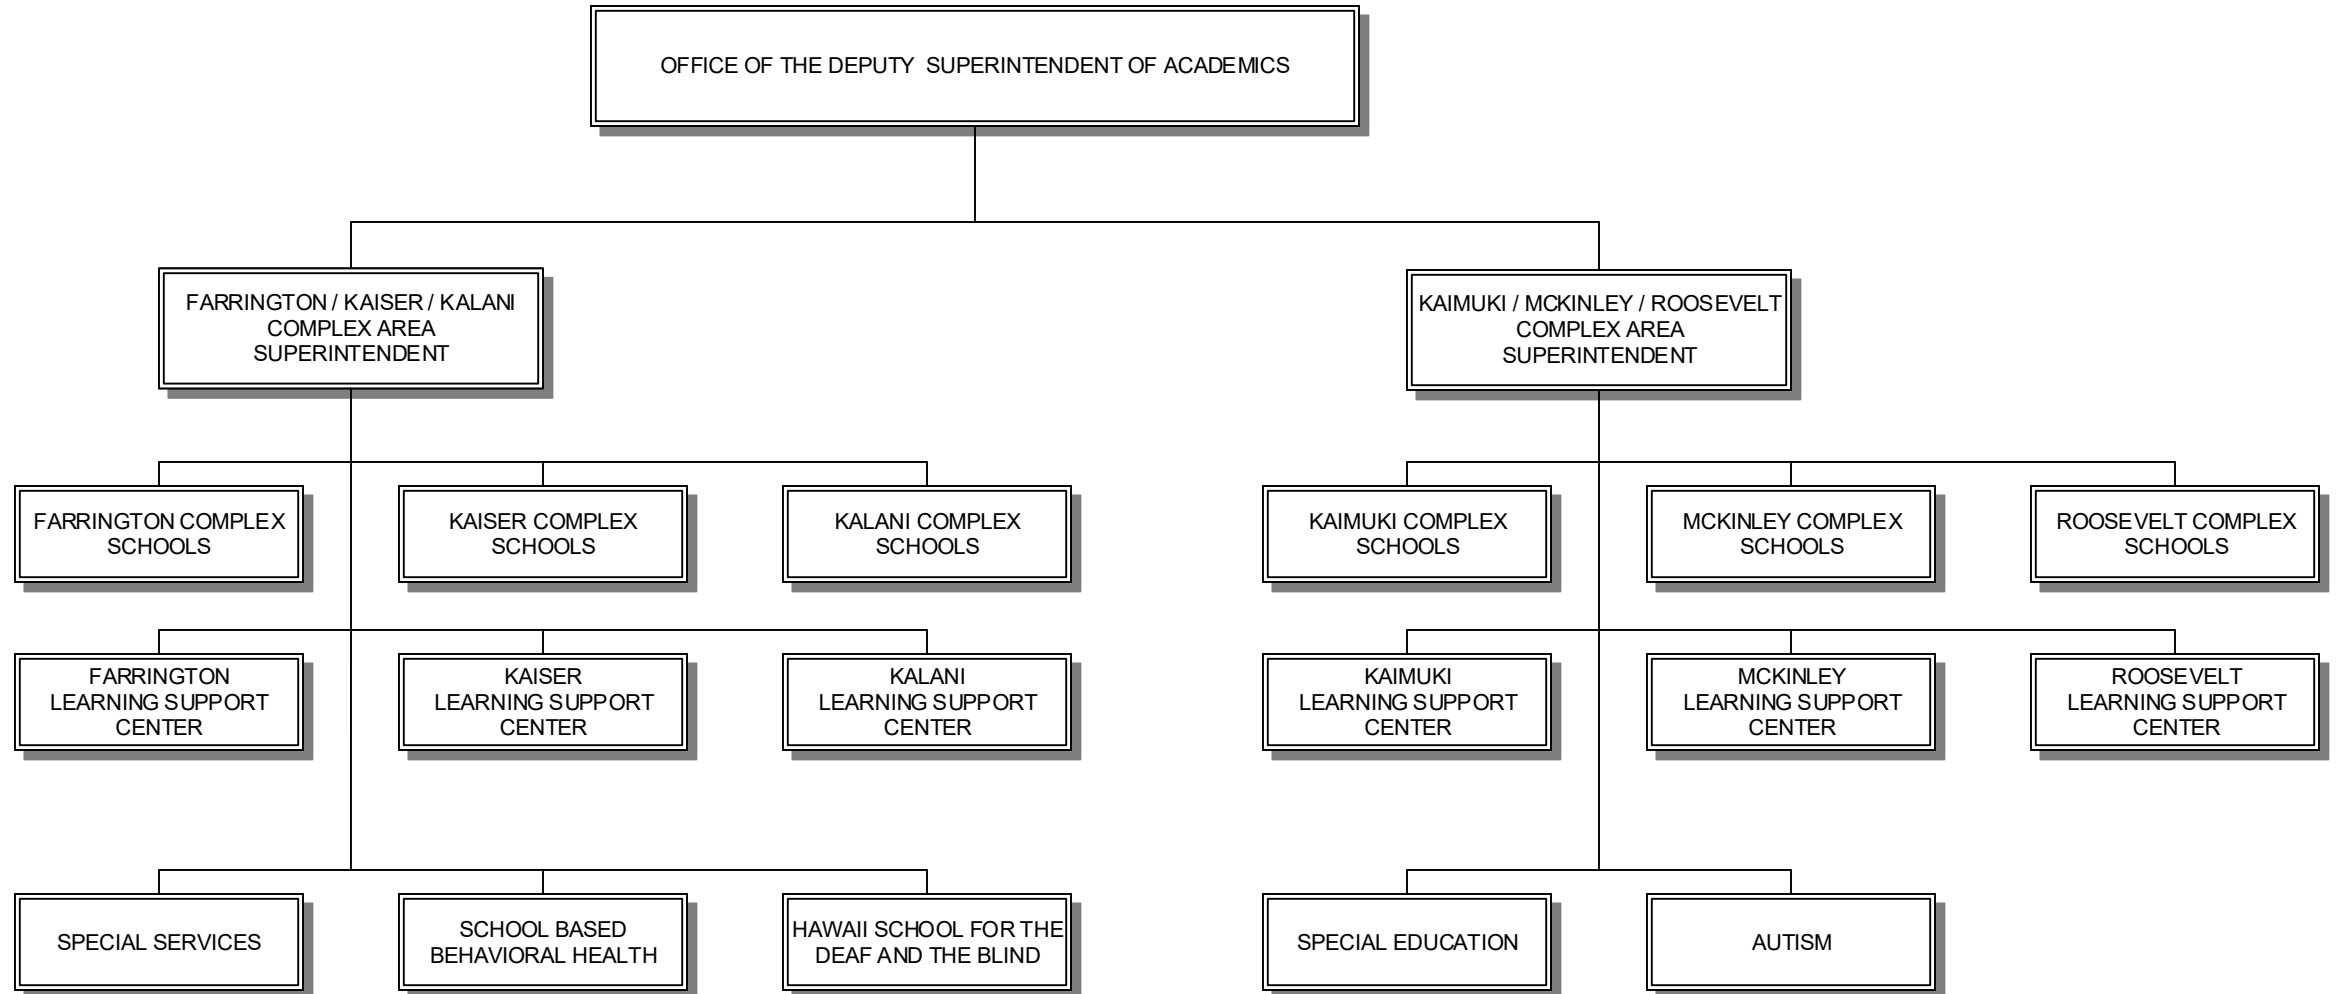 OFFICE OF THE DEPUTY SUPERINTENDENT OF ACADEMICS
FARRINGTON / KAISER / KALANI
COMPLEX AREA
SUPERINTENDENT
KAIMUKI / MCKINLEY / ROOSEVELT
COMPLEX AREA
SUPERINTENDENT
FARRINGTON COMPLEX
SCHOOLS
KAISER COMPLEX
SCHOOLS
KALANI COMPLEX
SCHOOLS
KAIMUKI COMPLEX
SCHOOLS
MCKINLEY COMPLEX
SCHOOLS
ROOSEVELT COMPLEX
SCHOOLS
FARRINGTON
LEARNING SUPPORT
CENTER
KAISER
LEARNING SUPPORT
CENTER
KALANI
LEARNING SUPPORT
CENTER
KAIMUKI
LEARNING SUPPORT
CENTER
MCKINLEY
LEARNING SUPPORT
CENTER
ROOSEVELT
LEARNING SUPPORT
CENTER
SPECIAL SERVICES
SCHOOL BASED
BEHAVIORAL HEALTH
HAWAII SCHOOL FOR THE
DEAF AND THE BLIND
SPECIAL EDUCATION
AUTISM